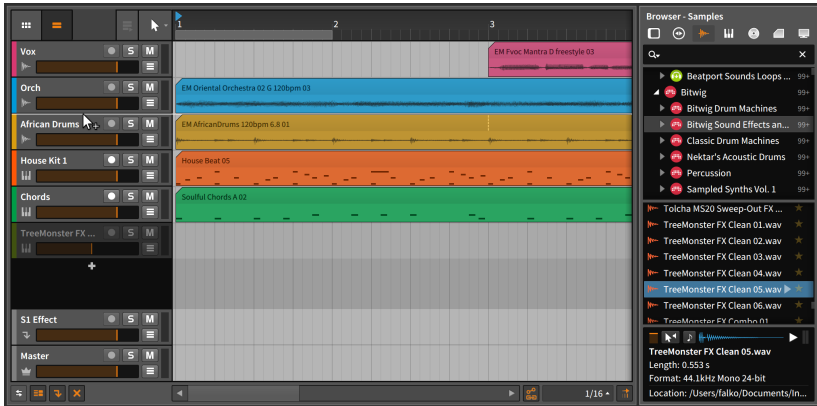 Browser - Samples
1
2
3
Vox
S
M
EM Fvoc Mantra D freestyle 03
Orch
S
M
EM Oriental Orchestra 02 G 120bpm 03
African Drums
S
M
EM AfricanDrums 120bpm 6.8 01
House Kit 1
S
M
House Beat 05
Chords
S
M
Soulful Chords A 02
TreeMonster FX ...
S
M
S1 Effect
S
M
Master
S
M
1/16
Beatport Sounds Loops ... 99+
Bitwig 99+
Bitwig Drum Machines 99+
Bitwig Sound Effects an... 99+
Classic Drum Machines 99+
Nektar's Acoustic Drums 99+
Percussion 99+
Sampled Synths Vol. 1 99+
Tolcha MS20 Sweep-Out FX ...
TreeMonster FX Clean 01.wav
TreeMonster FX Clean 02.wav
TreeMonster FX Clean 03.wav
TreeMonster FX Clean 04.wav
TreeMonster FX Clean 05.wav
TreeMonster FX Clean 06.wav
TreeMonster FX Combo 01
TreeMonster FX Clean 05.wav
Length: 0.553 s
Format: 44.1kHz Mono 24-bit
Location: /Users/falko/Documents/In...